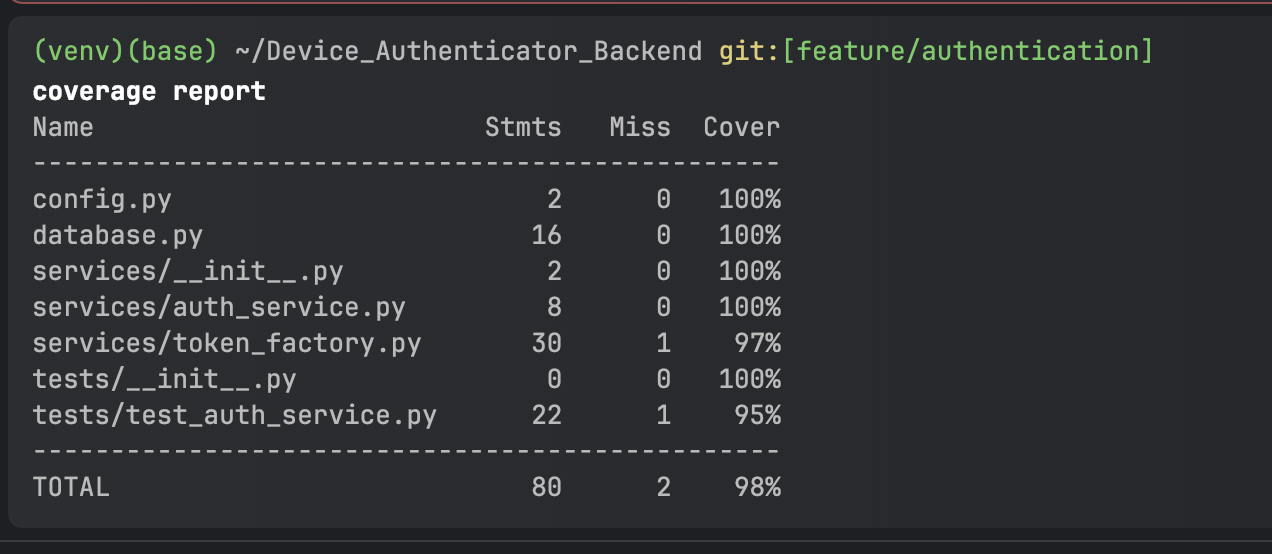 (venv)(base) ~/Device_Authenticator_Backend git:[feature/authentication]
coverage report
Name                         Stmts   Miss  Cover
------------------------------------------------
config.py                        2      0   100%
database.py                     16      0   100%
services/__init__.py             2      0   100%
services/auth_service.py         8      0   100%
services/token_factory.py       30      1    97%
tests/__init__.py                0      0   100%
tests/test_auth_service.py      22      1    95%
------------------------------------------------
TOTAL                           80      2    98%